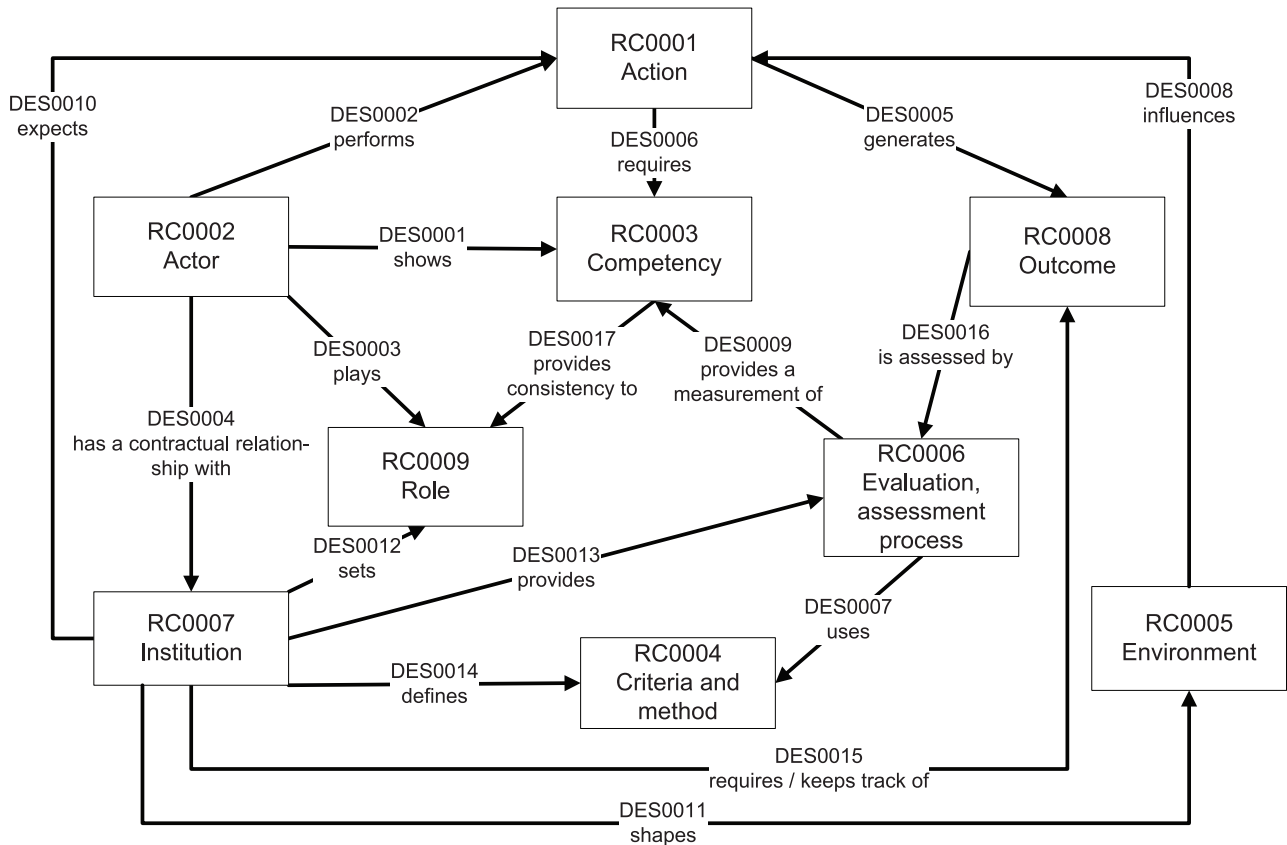 RC0001
Action
DES0010
expects
DES0002
performs
DES0006
requires
DES0005
generates
DES0008
influences
RC0002
Actor
DES0001
shows
RC0003
Competency
RC0008
Outcome
DES0003
plays
DES0017
provides
consistency to
DES0009
provides a
measurement of
DES0016
is assessed by
DES0004
has a contractual relation-
ship with
RC0009
Role
RC0006
Evaluation,
assessment
process
DES0012
sets
DES0013
provides
DES0007
uses
RC0007
Institution
RC0005
Environment
DES0014
defines
RC0004
Criteria and
method
DES0015
requires / keeps track of
DES0011
shapes